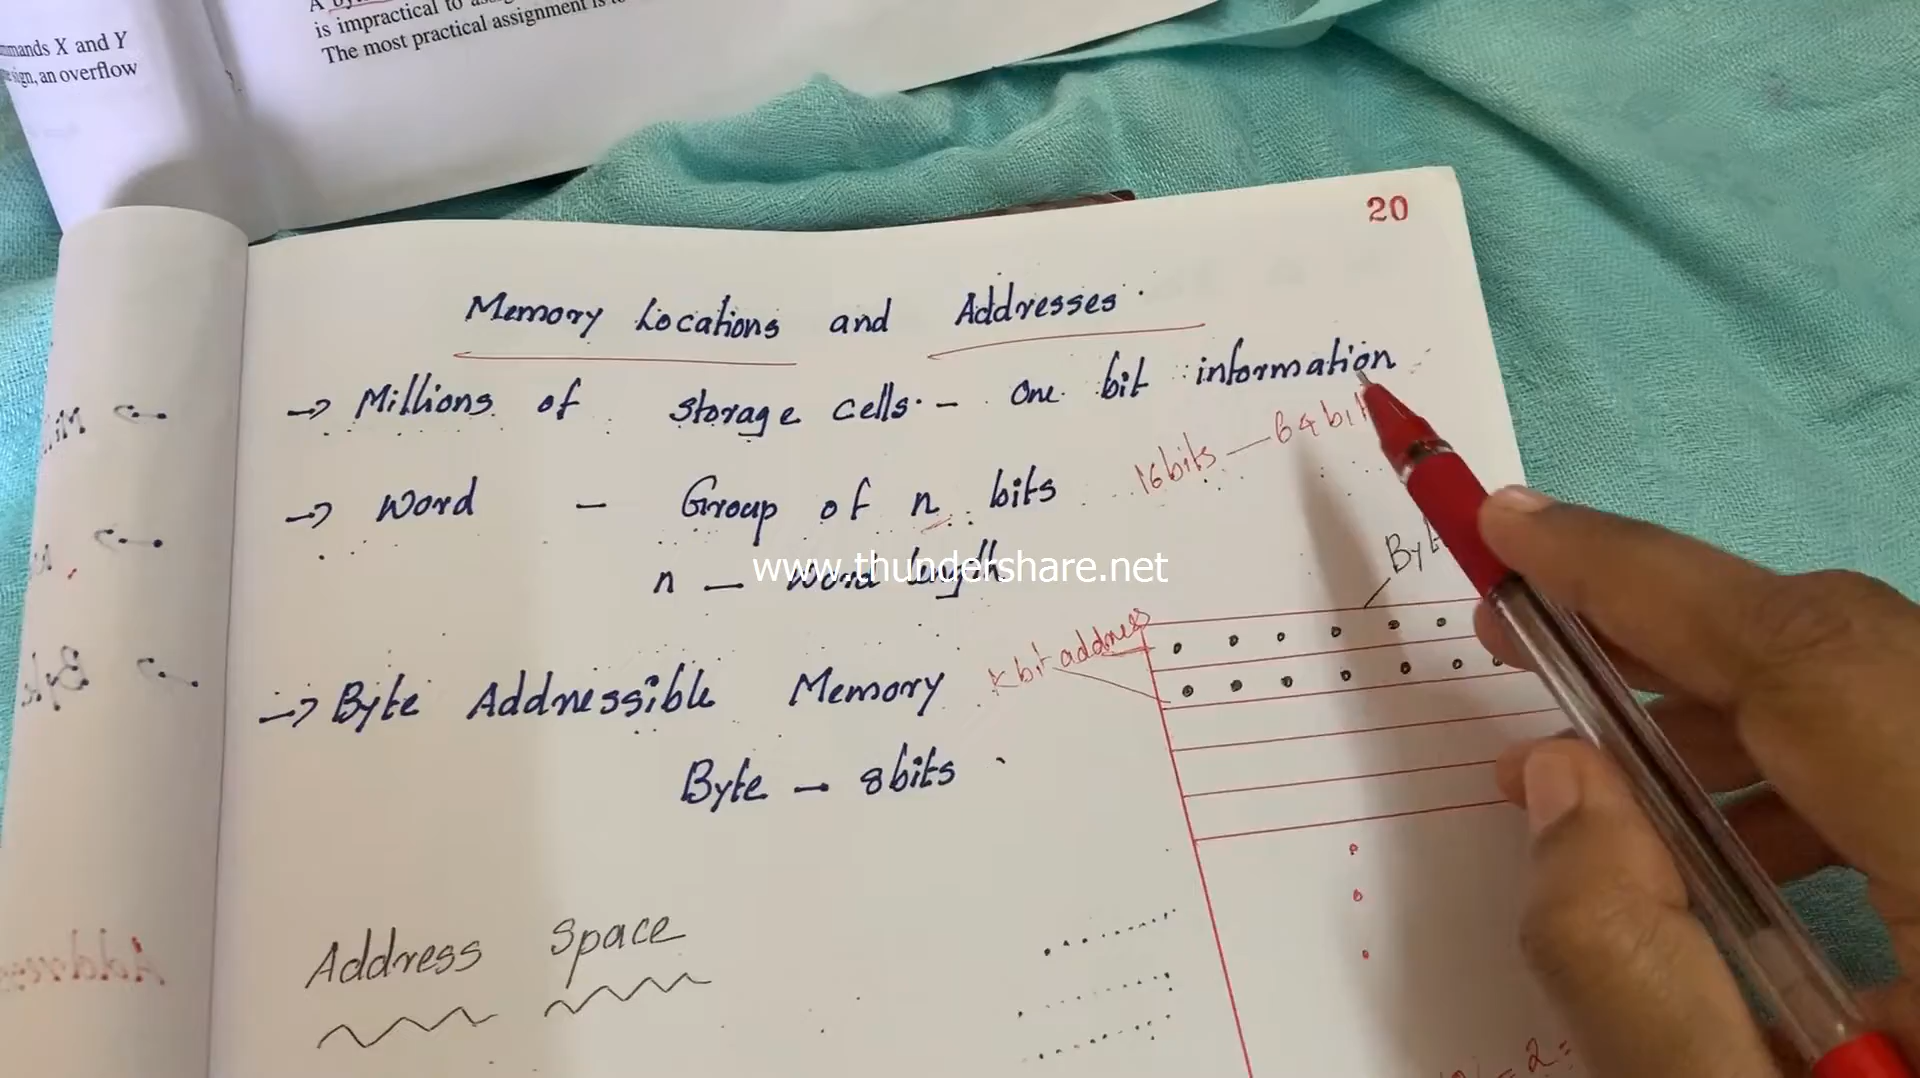 mmands X and Y
sign, an overflow
is impractical to
The most practical assignment is
20
Memory Locations and Addresses.
→ Millions of storage cells - One bit information
16bits — 64 bit
→ Word - Group of n bits
n — word length
www.thundershare.net
Byte
k bit address
→ Byte Addressible Memory
Byte — 8bits
Address Space